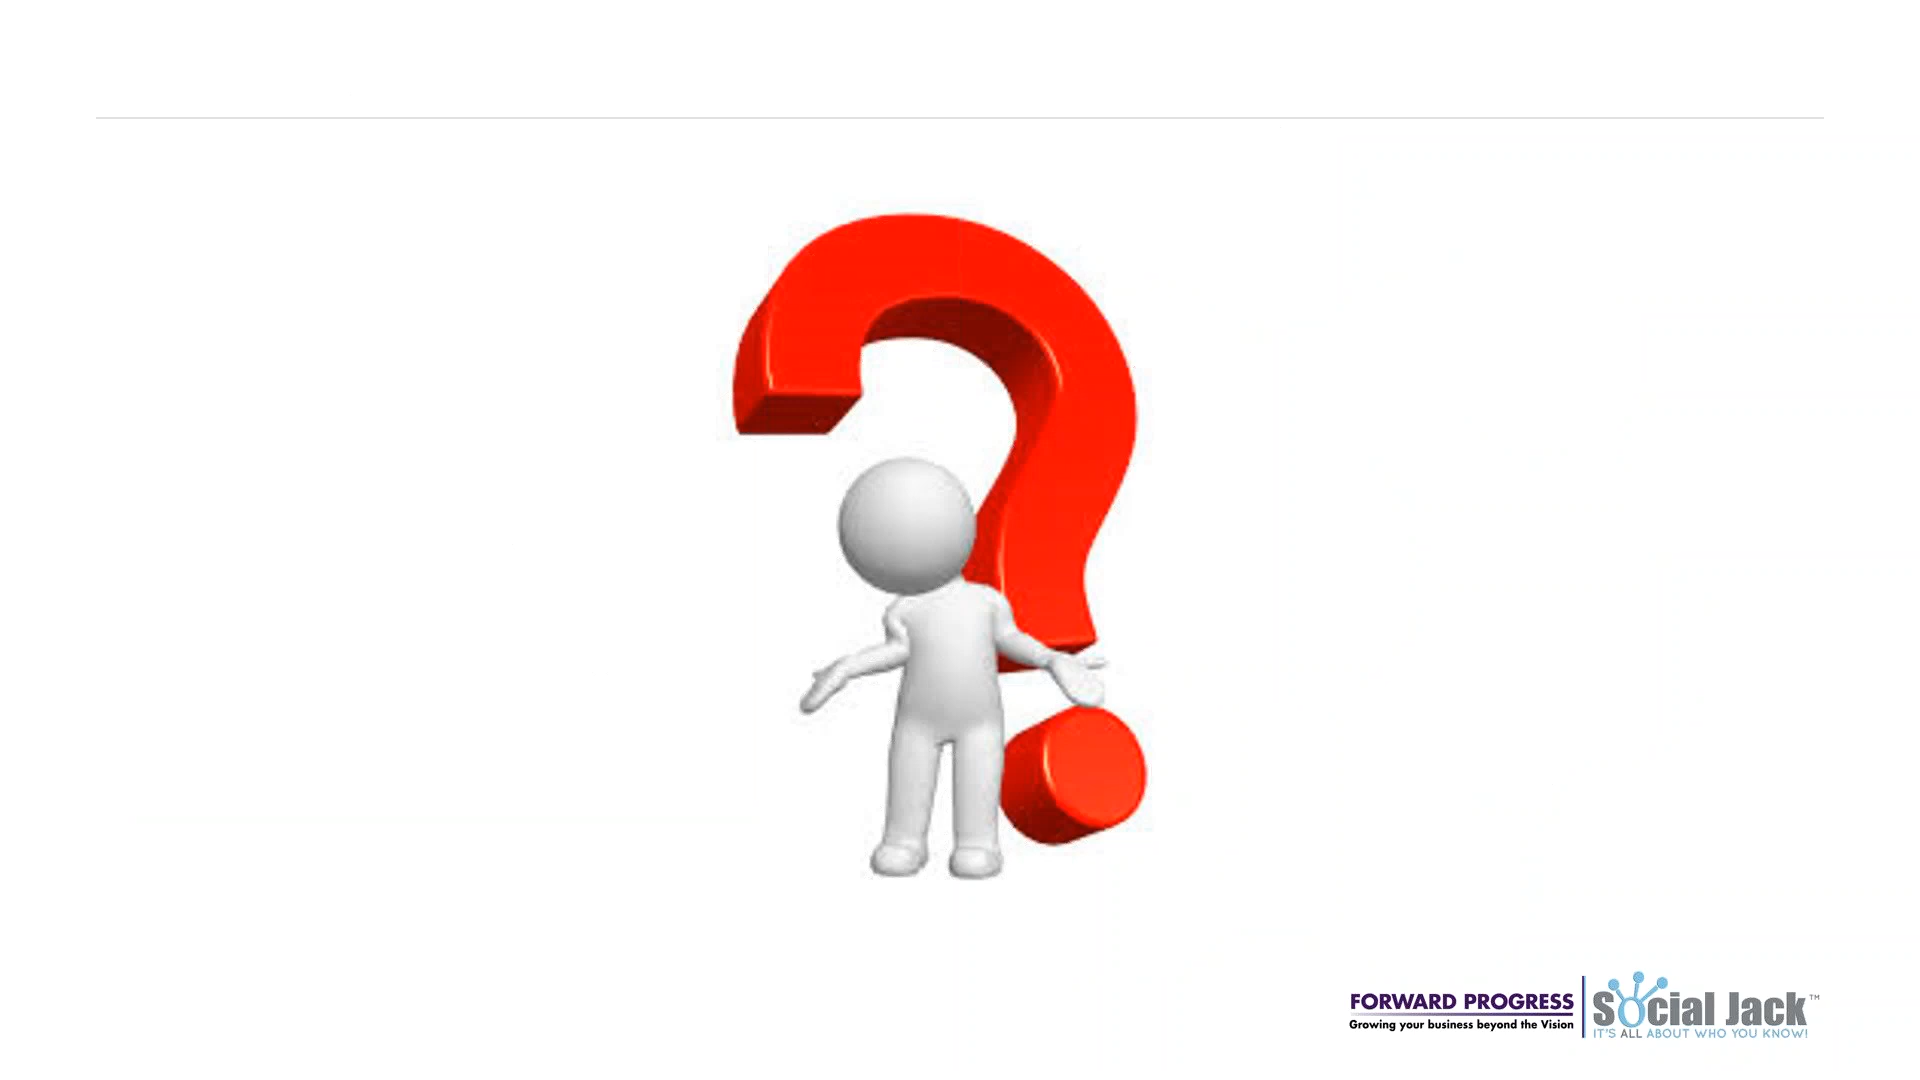 FORWARD PROGRESS
Growing your business beyond the Vision
Social Jack™
IT'S ALL ABOUT WHO YOU KNOW!